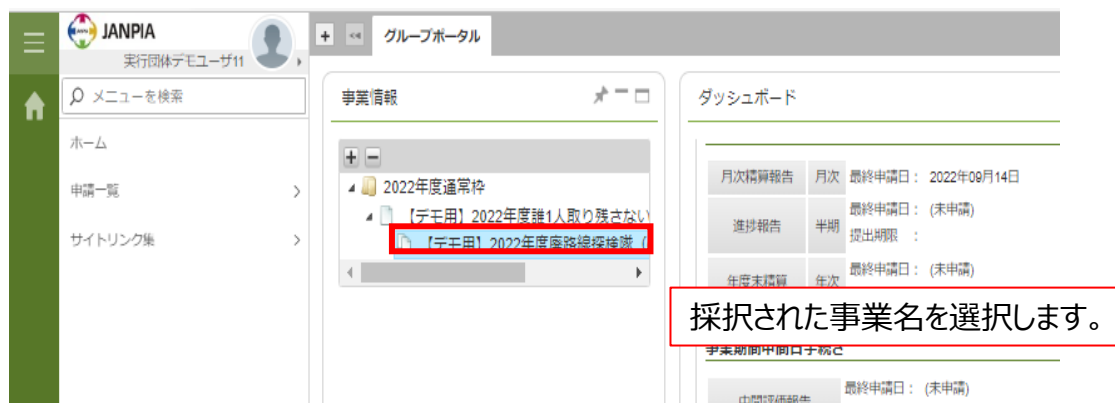 JANPIA
実行団体デモユーザ11
メニューを検索
ホーム
申請一覧
サイトリンク集
グループポータル
事業情報
2022年度通常枠
【デモ用】2022年度誰1人取り残さない
【デモ用】2022年度廃路線探検隊（
ダッシュボード
月次精算報告 月次 最終申請日： 2022年09月14日
進捗報告 半期 最終申請日： (未申請)
提出期限 ：
年度末精算 年次 最終申請日： (未申請)
採択された事業名を選択します。
事業期間中間日手続き
中間評価報告 最終申請日： (未申請)